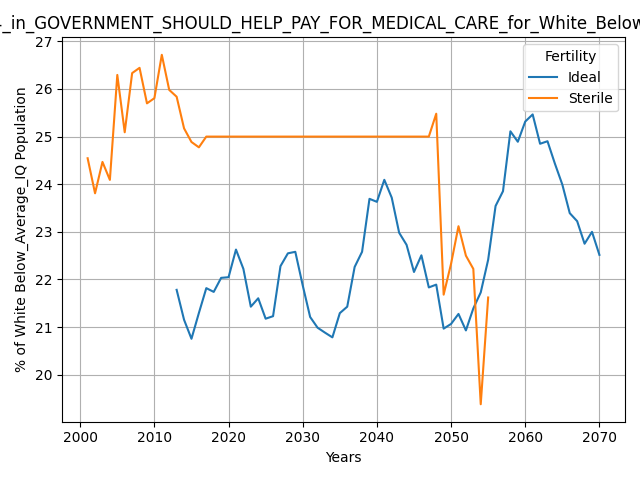 _in_GOVERNMENT_SHOULD_HELP_PAY_FOR_MEDICAL_CARE_for_White_Below
Fertility
Ideal
Sterile
% of White Below_Average_IQ Population
27
26
25
24
23
22
21
20
2000 2010 2020 2030 2040 2050 2060 2070
Years